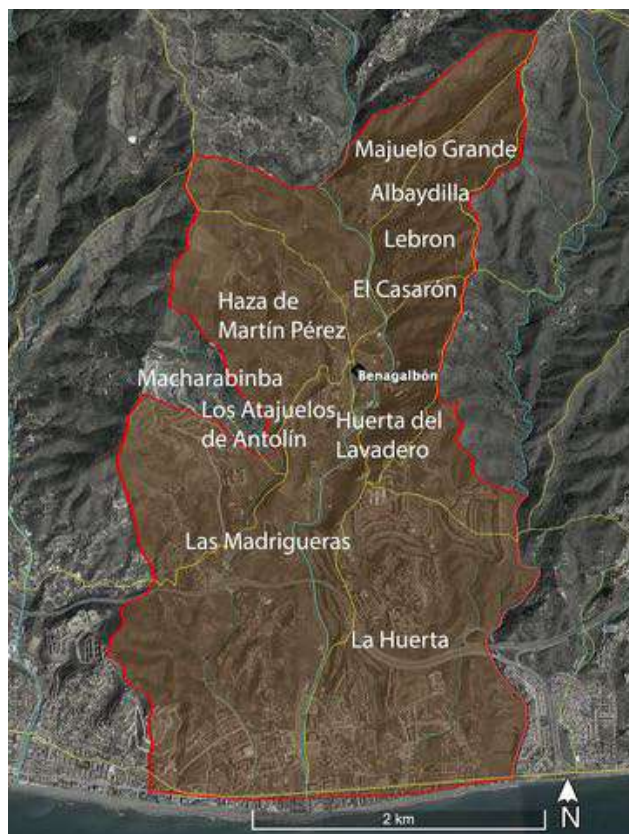 Majuelo Grande
Albaydilla
Lebron
El Casarón
Haza de
Martín Pérez
Benagalbón
Macharabinba
Los Atajuelos
de Antolín
Huerta del
Lavadero
Las Madrigueras
La Huerta
2 km
N